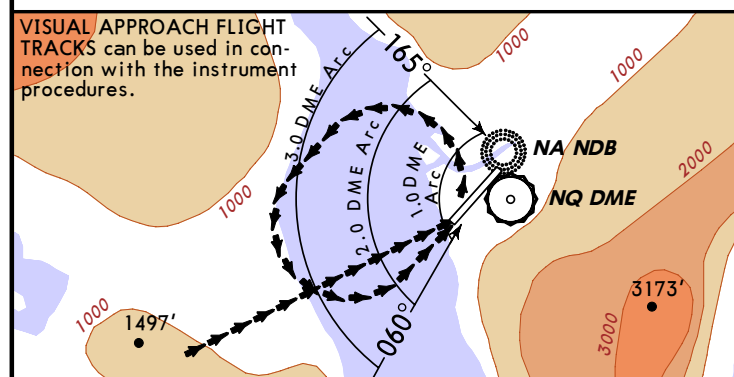 VISUAL APPROACH FLIGHT
TRACKS can be used in con-
nection with the instrument
procedures.
165°
1000
1000
3.0 DME Arc
2.0 DME Arc
1.0 DME
Arc
NA NDB
NQ DME
2000
1000
3173'
3000
1000
1497'
060°